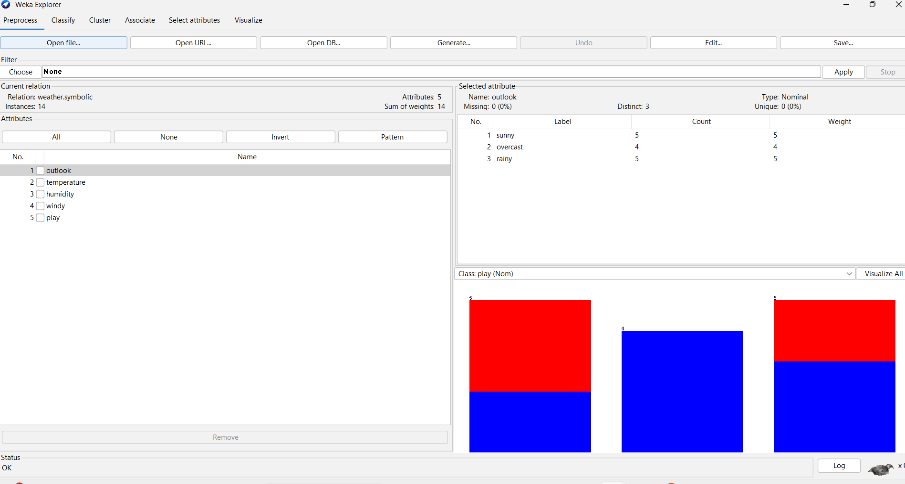 Weka Explorer
Preprocess Classify Cluster Associate Select attributes Visualize
Open file... Open URL... Open DB... Generate... Undo Edit... Save...
Filter
Choose None Apply Stop
Current relation
Relation: weather.symbolic Attributes: 5
Instances: 14 Sum of weights: 14
Attributes
All None Invert Pattern
No. Name
1 outlook
2 temperature
3 humidity
4 windy
5 play
Remove
Selected attribute
Name: outlook Type: Nominal
Missing: 0 (0%) Distinct: 3 Unique: 0 (0%)
No. Label Count Weight
1 sunny 5 5
2 overcast 4 4
3 rainy 5 5
Class: play (Nom) Visualize All
5 4 5
Status
OK
Log x